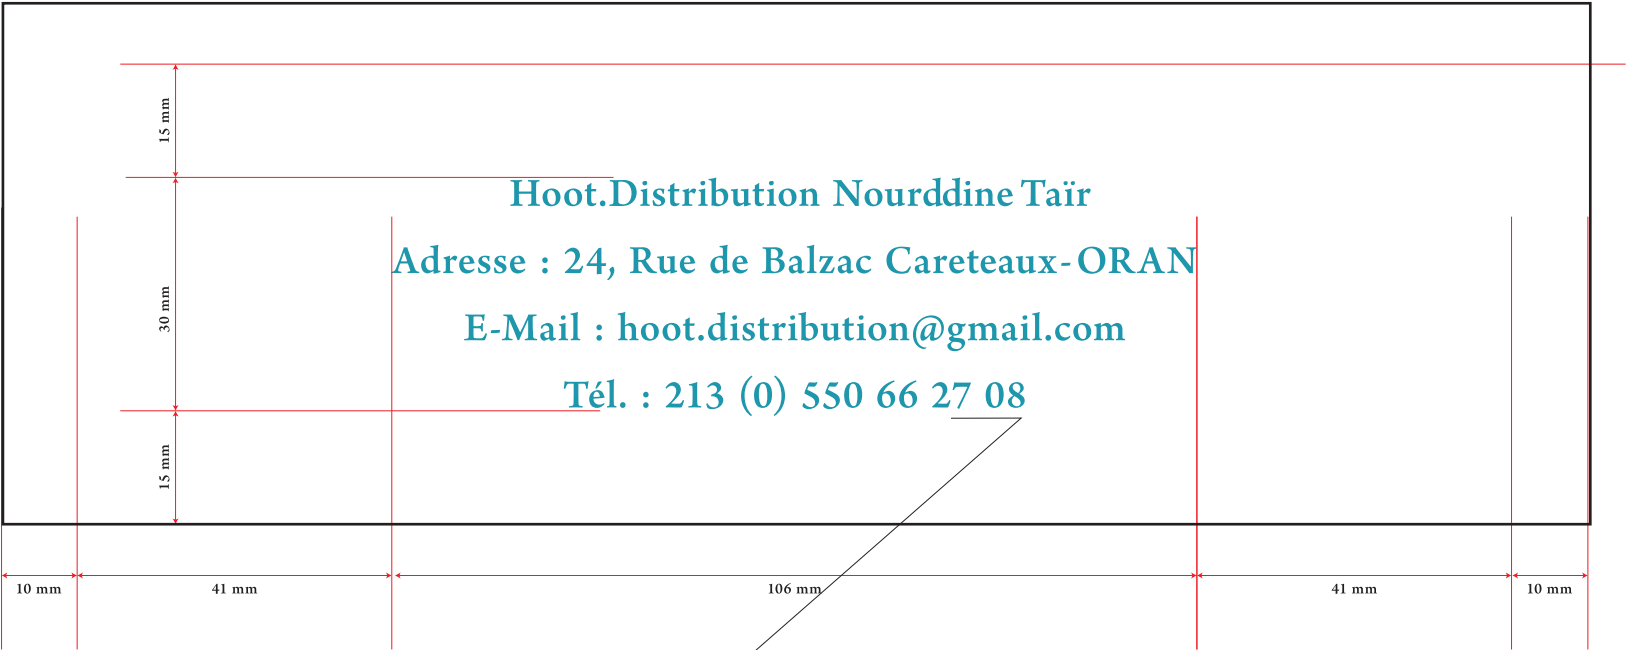 15 mm
Hoot.Distribution Nourddine Taïr
Adresse : 24, Rue de Balzac Careteaux-ORAN
30 mm
E-Mail : hoot.distribution@gmail.com
Tél. : 213 (0) 550 66 27 08
15 mm
10 mm 41 mm 106 mm 41 mm 10 mm